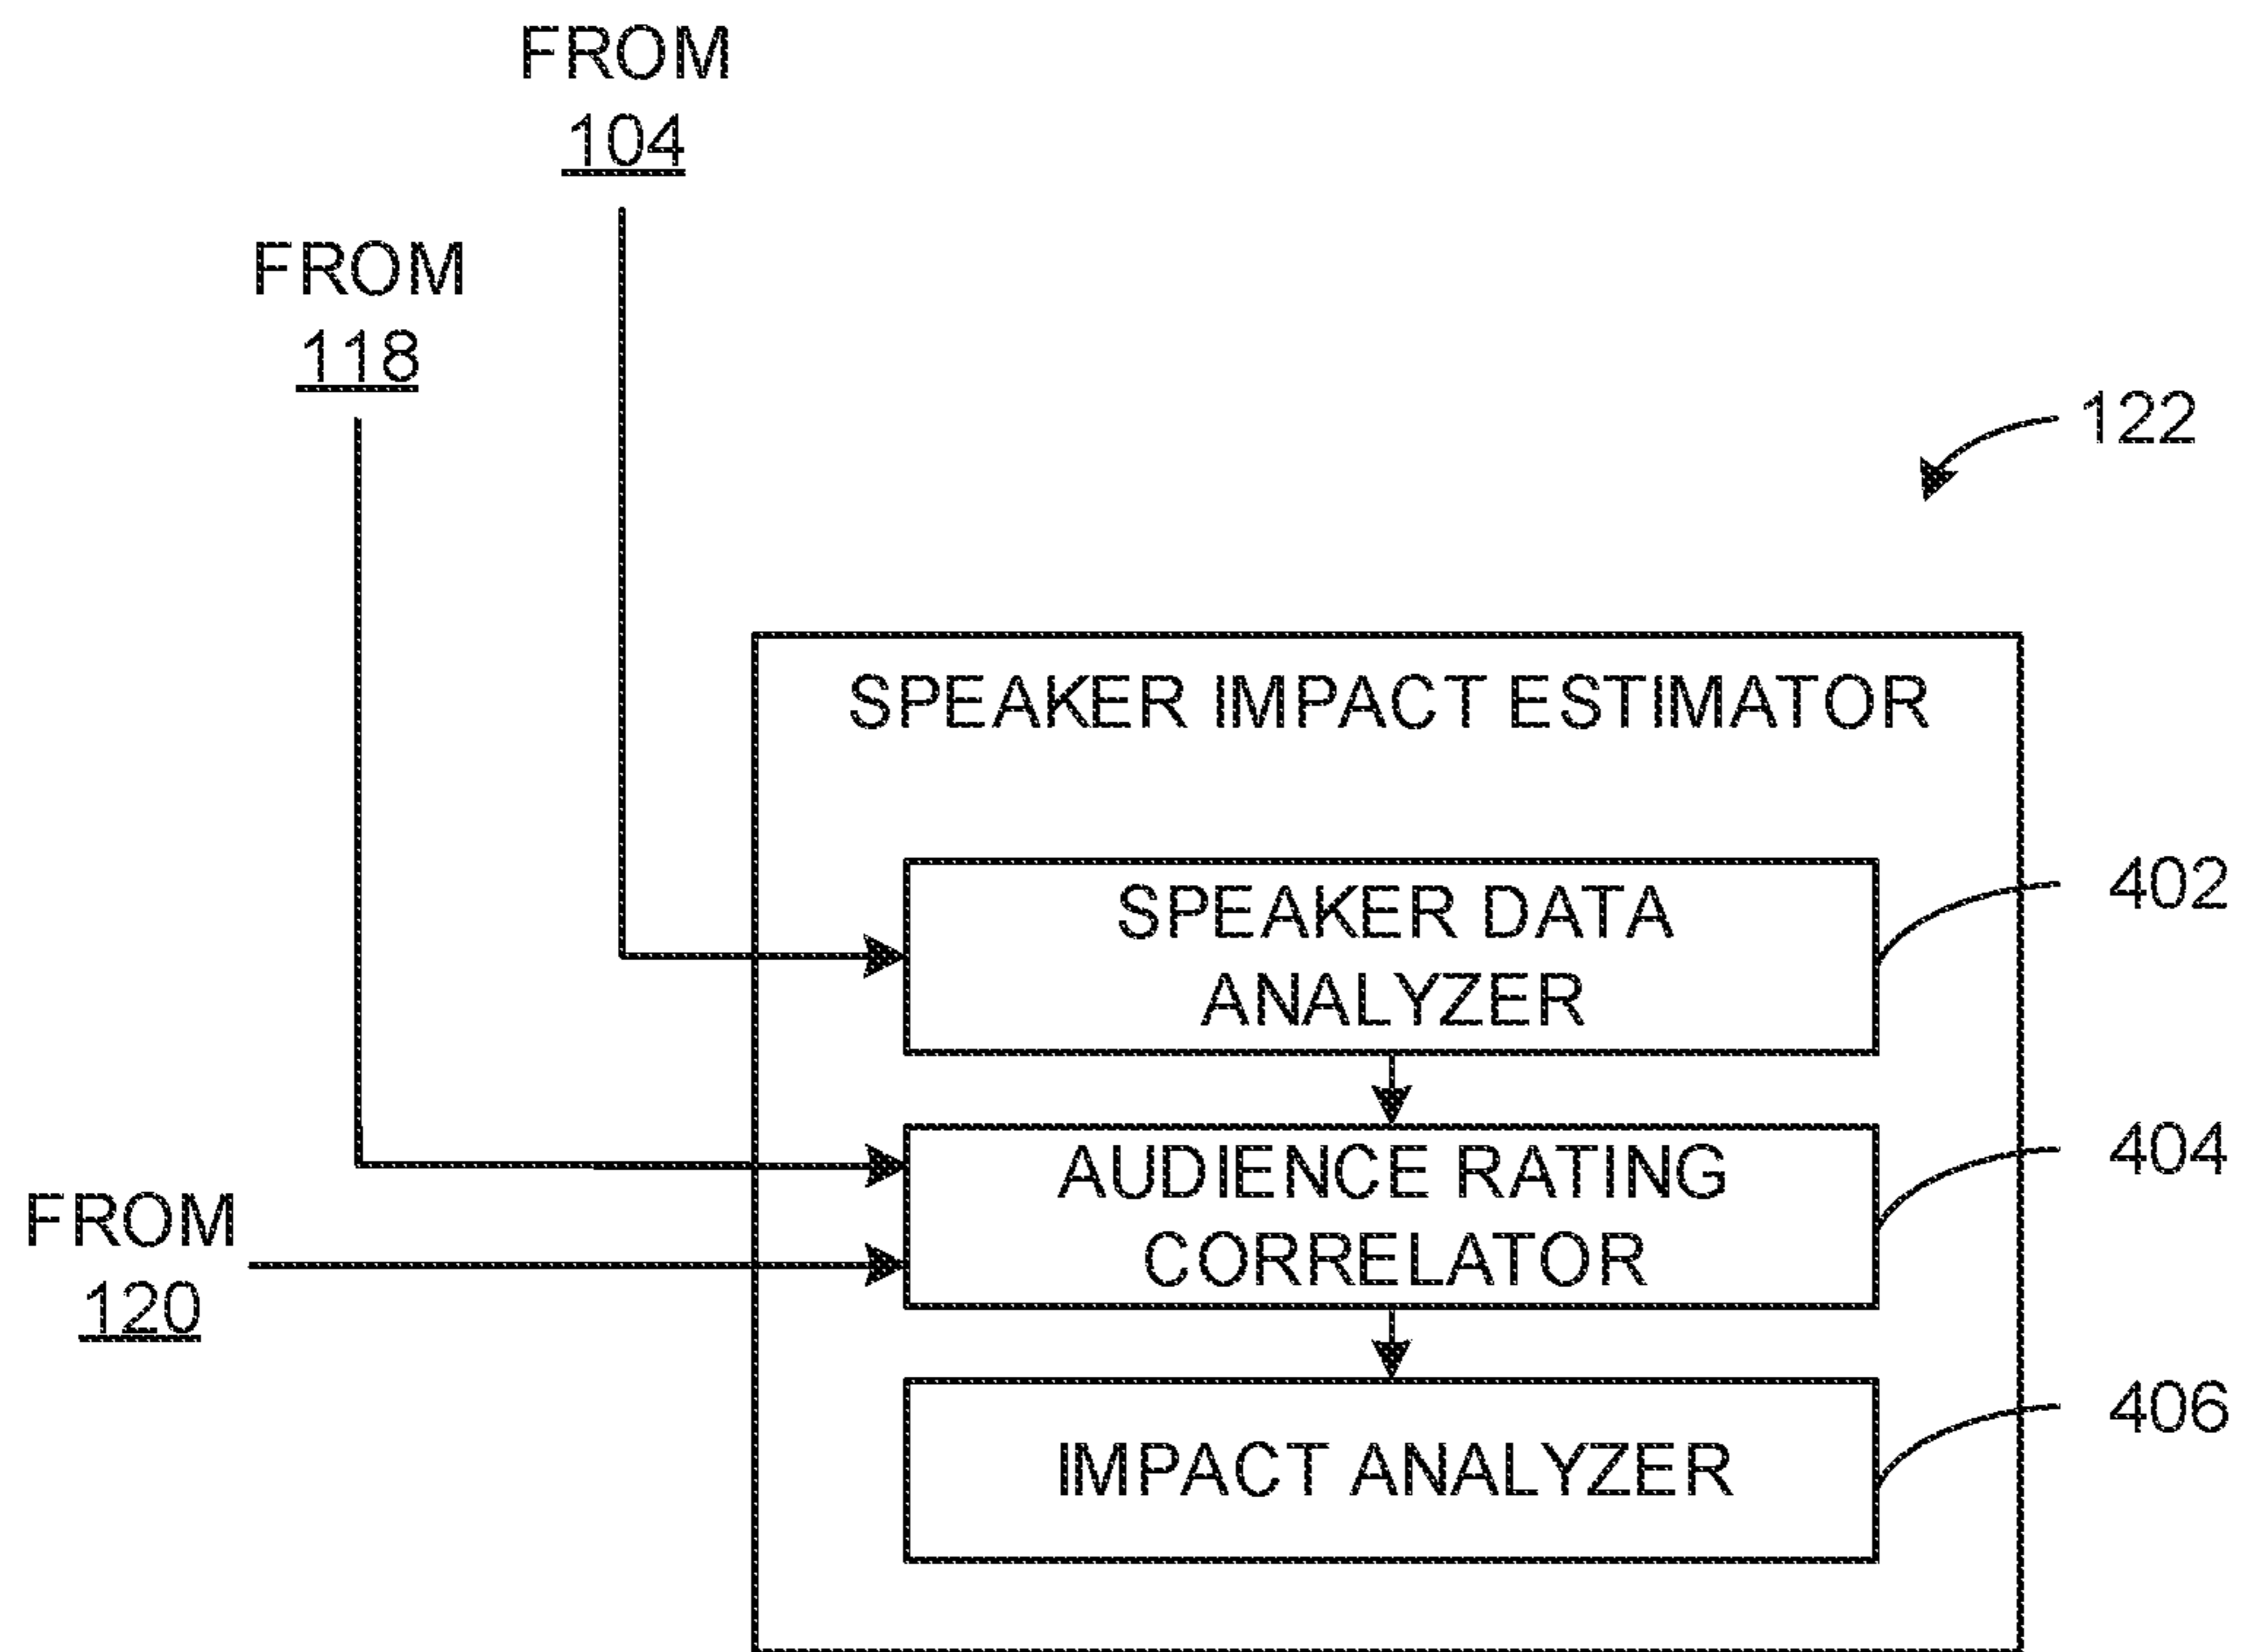 FROM
104
FROM
118
122
SPEAKER IMPACT ESTIMATOR
SPEAKER DATA
ANALYZER
402
AUDIENCE RATING
CORRELATOR
404
FROM
120
IMPACT ANALYZER
406